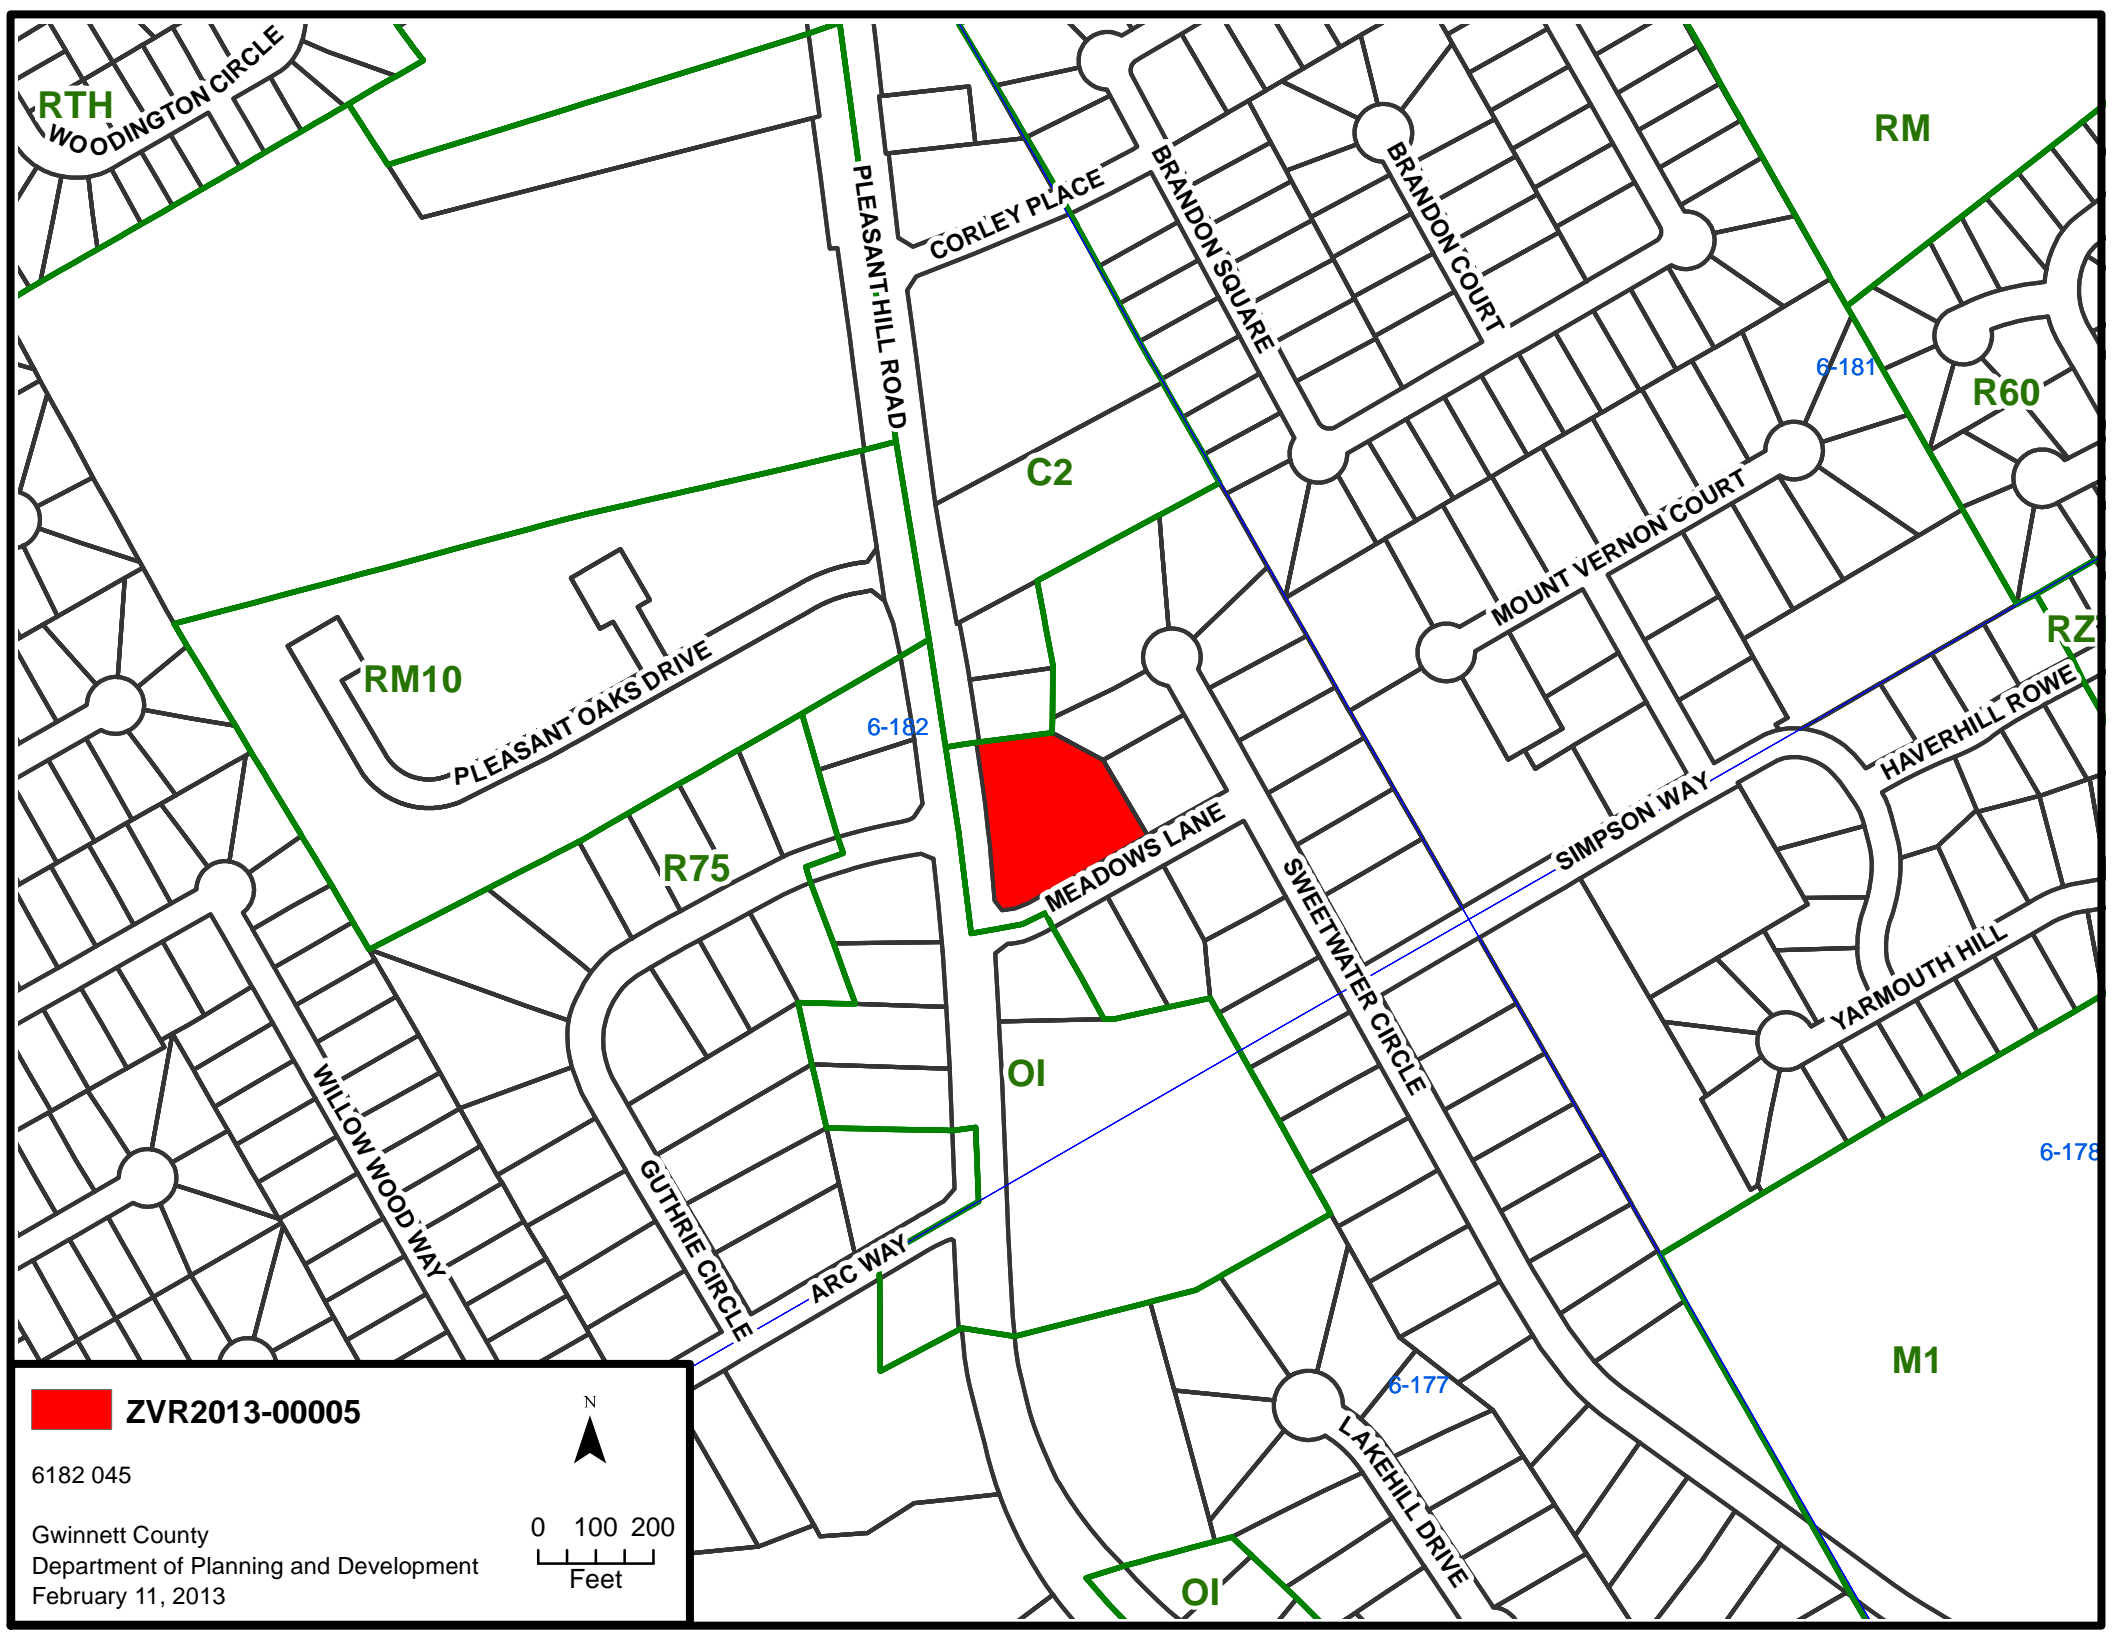 WOODINGTON CIRCLE
RTH
RM
PLEASANT HILL ROAD
CORLEY PLACE
BRANDON SQUARE
BRANDON COURT
6-181
R60
C2
MOUNT VERNON COURT
RM10
PLEASANT OAKS DRIVE
6-182
RZ
HAVERHILL ROWE
SIMPSON WAY
MEADOWS LANE
R75
SWEETWATER CIRCLE
YARMOUTH HILL
WILLOW WOOD WAY
OI
6-178
GUTHRIE CIRCLE
ARC WAY
M1
6-177
LAKEHILL DRIVE
OI
ZVR2013-00005
6182 045
Gwinnett County
Department of Planning and Development
February 11, 2013
N
0 100 200
Feet